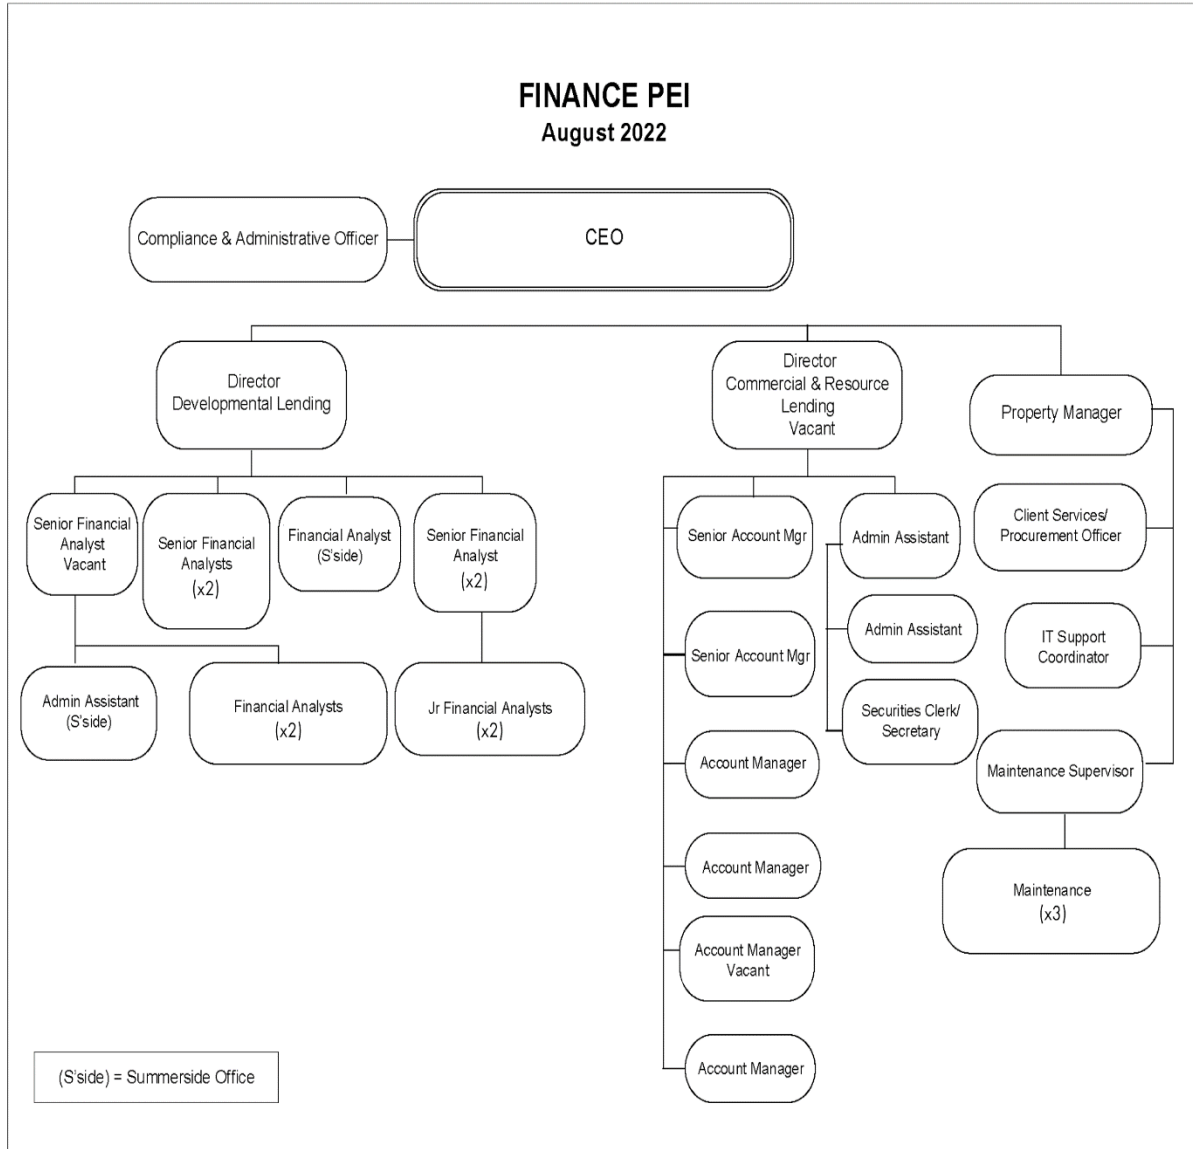 FINANCE PEI
August 2022
Compliance & Administrative Officer
CEO
Director
Developmental Lending
Director
Commercial & Resource
Lending
Vacant
Property Manager
Senior Financial
Analyst
Vacant
Senior Financial
Analysts
(x2)
Financial Analyst
(S'side)
Senior Financial
Analyst
(x2)
Admin Assistant
(S'side)
Financial Analysts
(x2)
Jr Financial Analysts
(x2)
Senior Account Mgr
Senior Account Mgr
Account Manager
Account Manager
Account Manager
Vacant
Account Manager
Admin Assistant
Admin Assistant
Securities Clerk/
Secretary
Client Services/
Procurement Officer
IT Support
Coordinator
Maintenance Supervisor
Maintenance
(x3)
(S'side) = Summerside Office